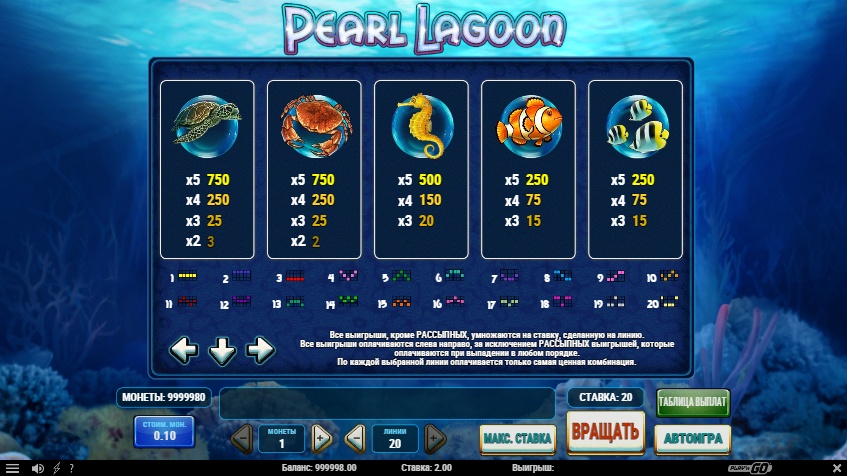 PEARL LAGOON
x5 750 x5 750 x5 500 x5 250 x5 250
x4 250 x4 250 x4 150 x4 75 x4 75
x3 25 x3 25 x3 20 x3 15 x3 15
x2 3 x2 2
1 2 3 4 5 6 7 8 9 10
11 12 13 14 15 16 17 18 19 20
Все выигрыши, кроме РАССЫПНЫХ, умножаются на ставку, сделанную на линию.
Все выигрыши оплачиваются слева направо, за исключением РАССЫПНЫХ выигрышей, которые
оплачиваются при выпадении в любом порядке.
По каждой выбранной линии оплачивается только самая ценная комбинация.
МОНЕТЫ: 9999980
СТАВКА: 20
ТАБЛИЦА ВЫПЛАТ
СТОИМ. МОН.
0.10
МОНЕТЫ
1
ЛИНИИ
20
МАКС. СТАВКА
ВРАЩАТЬ
АВТОИГРА
? Баланс: 999998.00 Ставка: 2.00 Выигрыш: PLAY'N GO